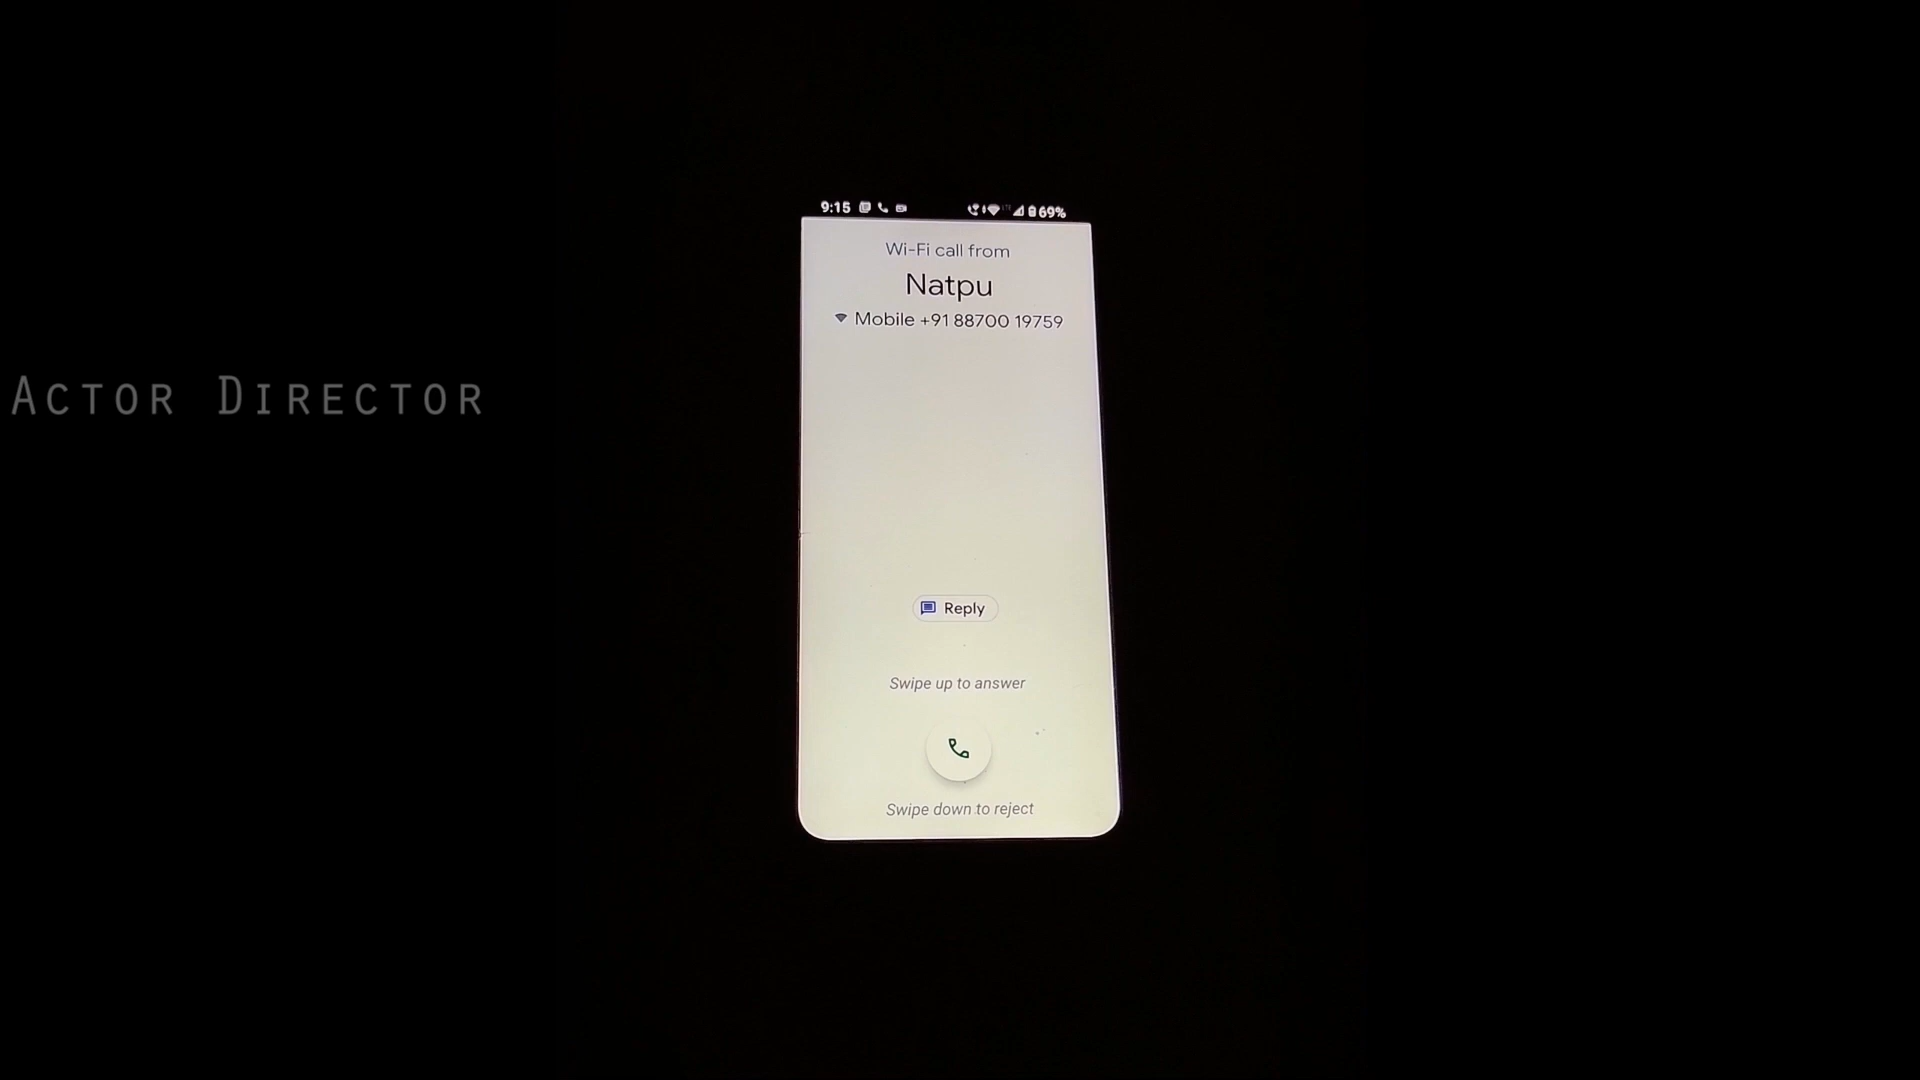 9:15 69%
Wi-Fi call from
Natpu
Mobile +91 88700 19759
ACTOR DIRECTOR
Reply
Swipe up to answer
Swipe down to reject